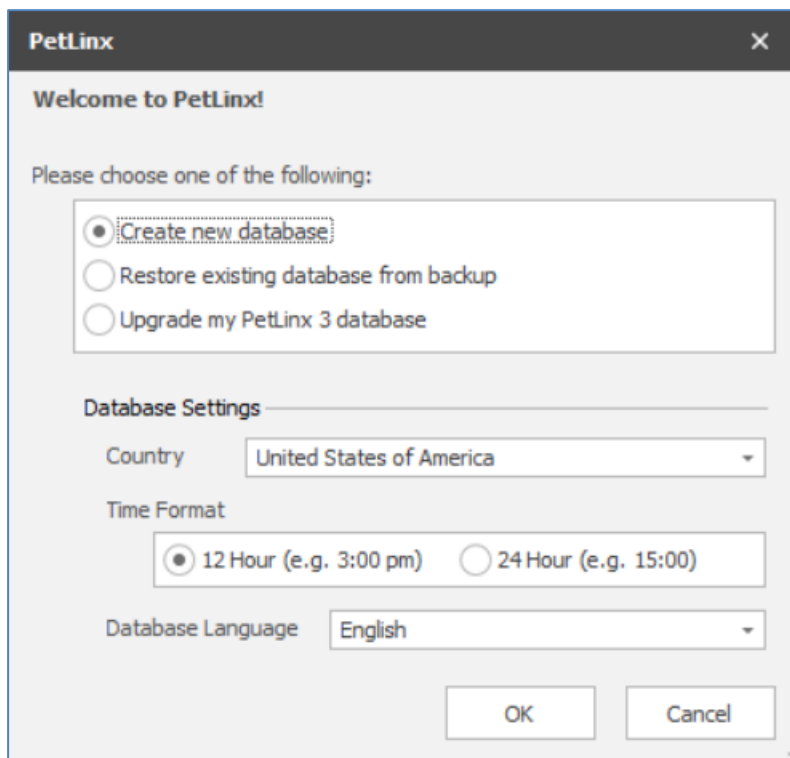 PetLinx
Welcome to PetLinx!
Please choose one of the following:
Create new database
Restore existing database from backup
Upgrade my PetLinx 3 database
Database Settings
Country United States of America
Time Format
12 Hour (e.g. 3:00 pm) 24 Hour (e.g. 15:00)
Database Language English
OK Cancel